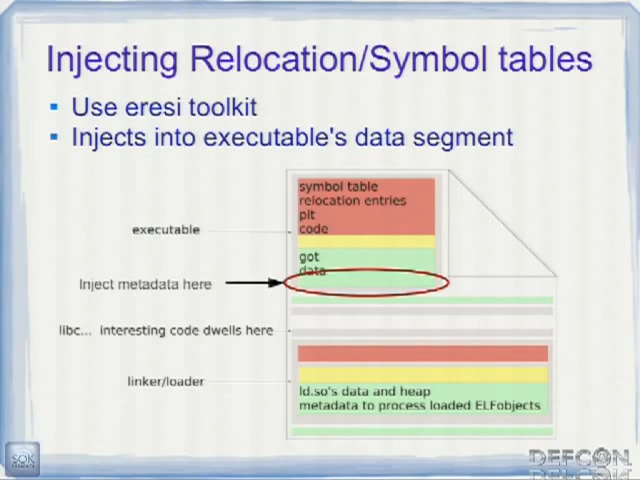 Injecting Relocation/Symbol tables
Use eresi toolkit
Injects into executable's data segment
symbol table
relocation entries
plt
code
executable
got
data
Inject metadata here
libc... interesting code dwells here
linker/loader
ld.so's data and heap
metadata to process loaded ELFobjects
SOK
DEFCON